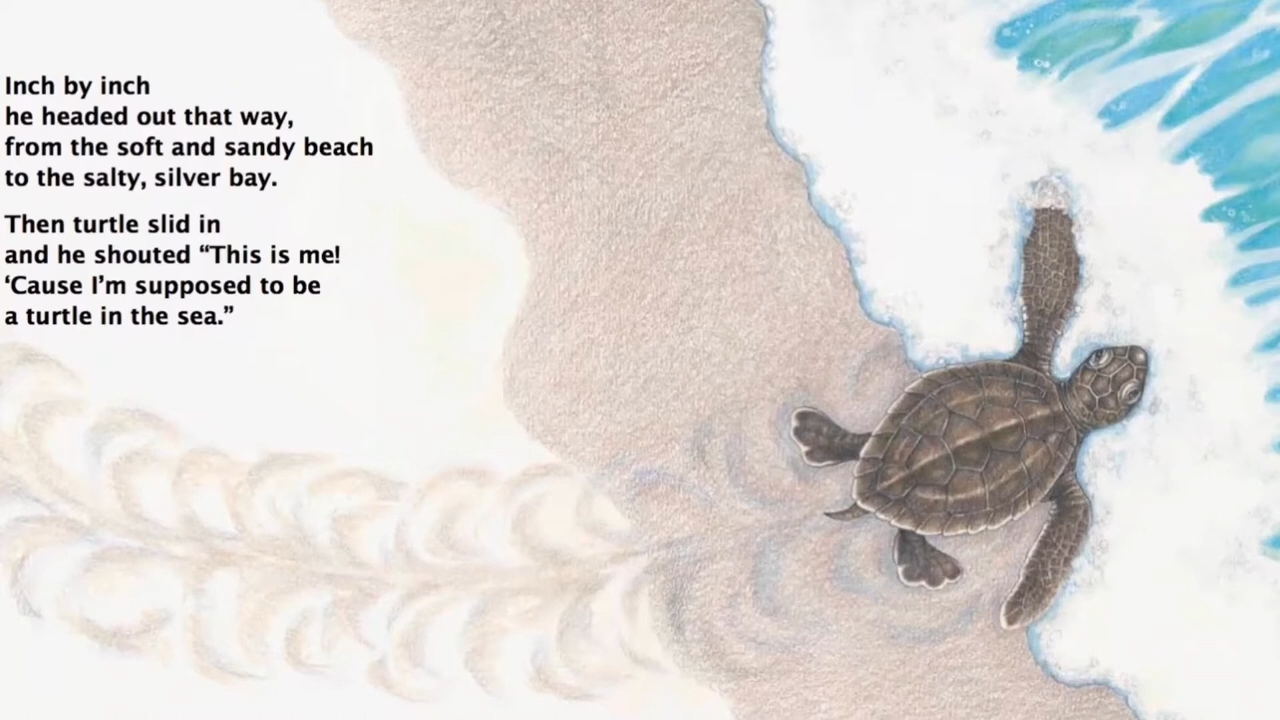 Inch by inch
he headed out that way,
from the soft and sandy beach
to the salty, silver bay.
Then turtle slid in
and he shouted “This is me!
‘Cause I’m supposed to be
a turtle in the sea.”